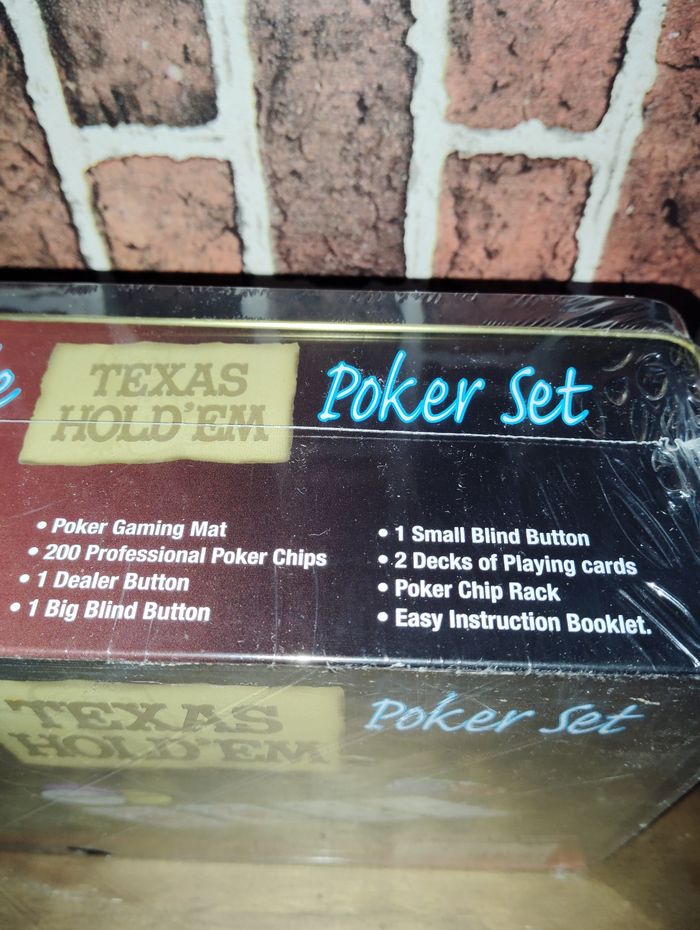 TEXAS
HOLD'EM
Poker Set
• Poker Gaming Mat
• 200 Professional Poker Chips
• 1 Dealer Button
• 1 Big Blind Button
• 1 Small Blind Button
• 2 Decks of Playing cards
• Poker Chip Rack
• Easy Instruction Booklet.
TEXAS
HOLD'EM
Poker Set